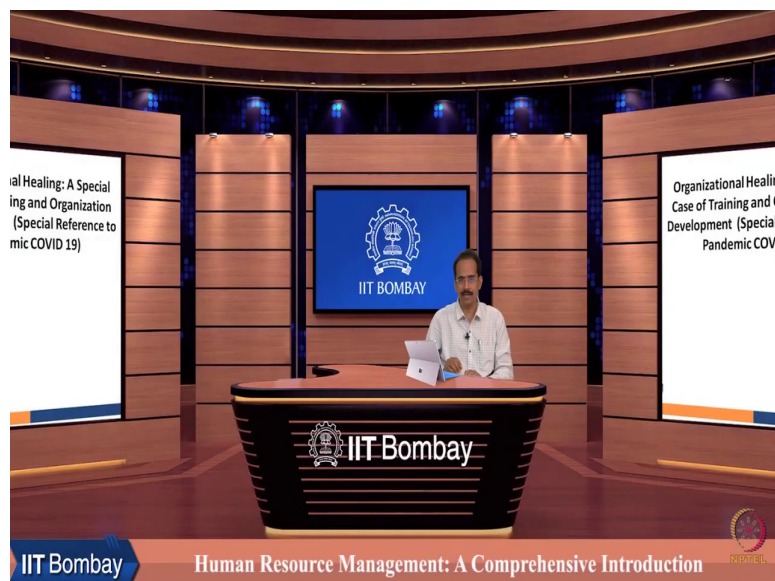 al Healing: A Special
ing and Organization
(Special Reference to
mic COVID 19)
Organizational Heali
Case of Training and
Development (Specia
Pandemic COV
IIT BOMBAY
IIT Bombay
NPTEL
IIT Bombay
Human Resource Management: A Comprehensive Introduction